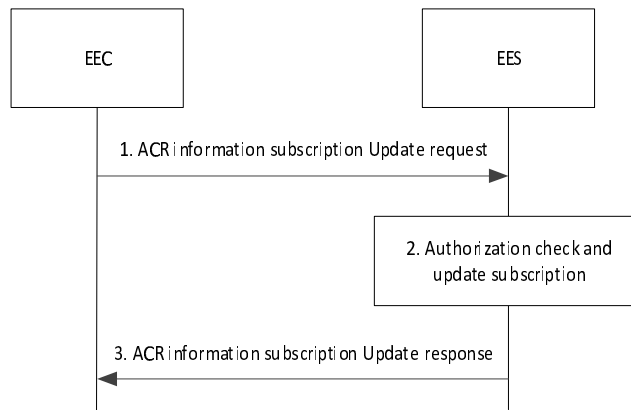 EEC
EES
1. ACR information subscription Update request
2. Authorization check and
update subscription
3. ACR information subscription Update response